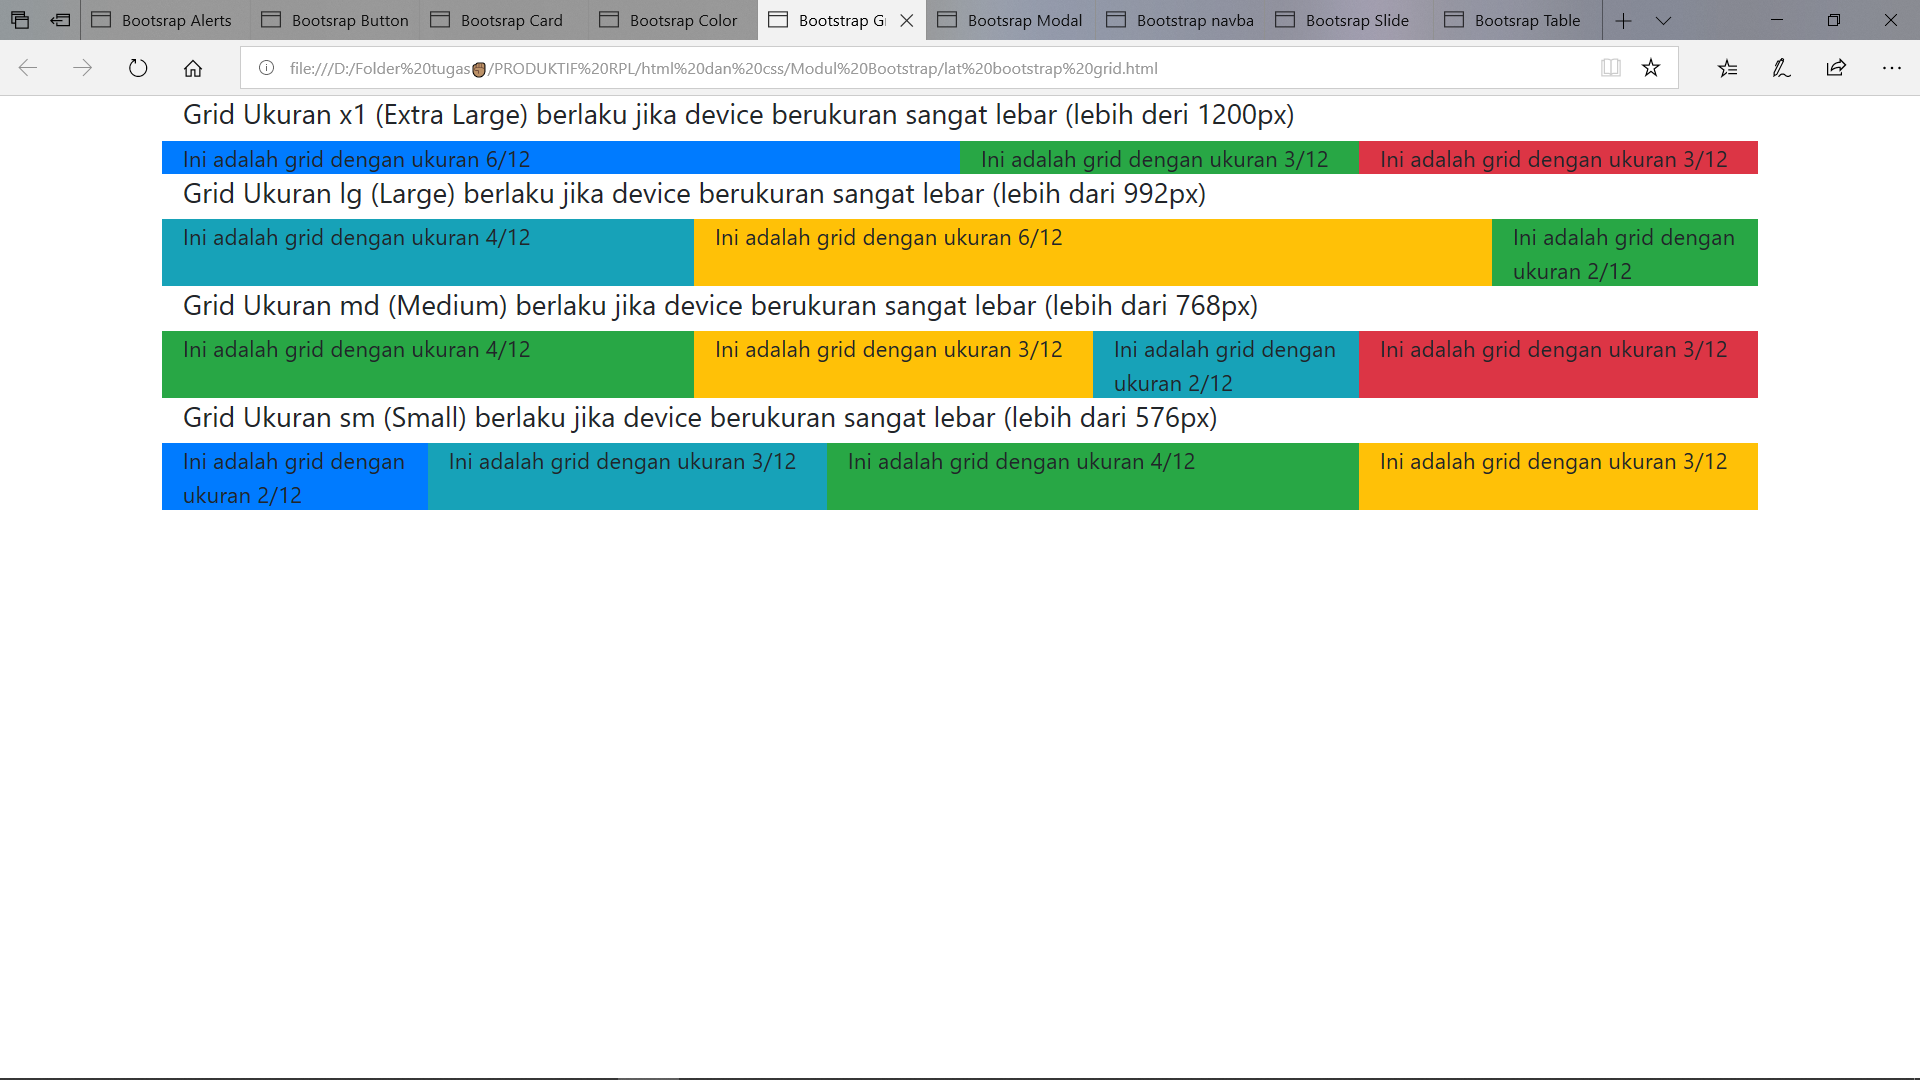 Bootsrap Alerts Bootsrap Button Bootsrap Card Bootsrap Color Bootstrap Gr Bootsrap Modal Bootstrap navba Bootsrap Slide Bootsrap Table
file:///D:/Folder%20tugas✊🏾/PRODUKTIF%20RPL/html%20dan%20css/Modul%20Bootstrap/lat%20bootstrap%20grid.html
Grid Ukuran x1 (Extra Large) berlaku jika device berukuran sangat lebar (lebih deri 1200px)
Ini adalah grid dengan ukuran 6/12 Ini adalah grid dengan ukuran 3/12 Ini adalah grid dengan ukuran 3/12
Grid Ukuran lg (Large) berlaku jika device berukuran sangat lebar (lebih dari 992px)
Ini adalah grid dengan ukuran 4/12 Ini adalah grid dengan ukuran 6/12 Ini adalah grid dengan
ukuran 2/12
Grid Ukuran md (Medium) berlaku jika device berukuran sangat lebar (lebih dari 768px)
Ini adalah grid dengan ukuran 4/12 Ini adalah grid dengan ukuran 3/12 Ini adalah grid dengan
ukuran 2/12
Ini adalah grid dengan ukuran 3/12
Grid Ukuran sm (Small) berlaku jika device berukuran sangat lebar (lebih dari 576px)
Ini adalah grid dengan
ukuran 2/12
Ini adalah grid dengan ukuran 3/12 Ini adalah grid dengan ukuran 4/12 Ini adalah grid dengan ukuran 3/12